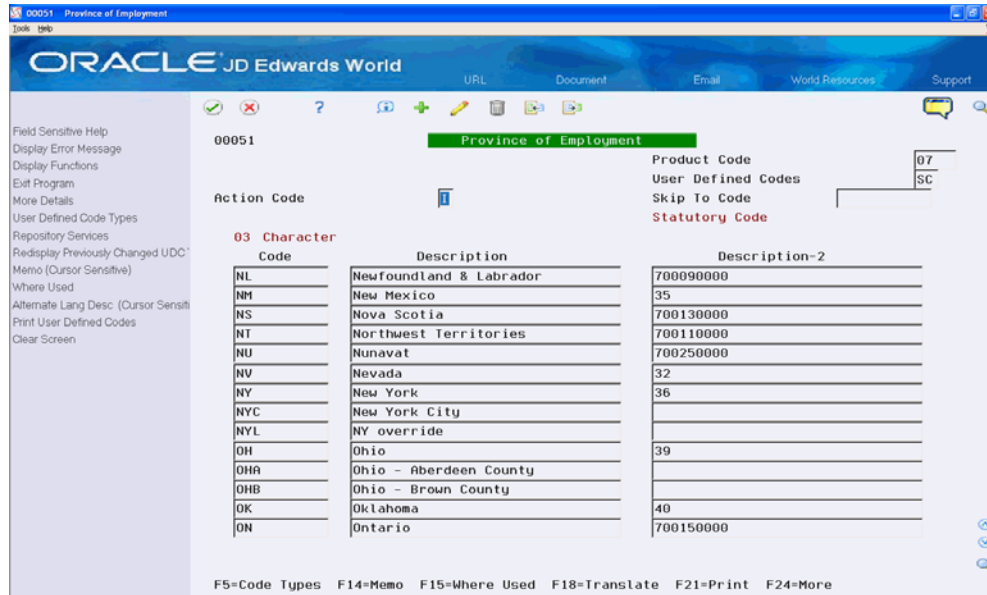 00051 Province of Employment
Tools Help
ORACLE JD Edwards World
URL Document Email World Resources Support
?
Field Sensitive Help
Display Error Message
Display Functions
Exit Program
More Details
User Defined Code Types
Repository Services
Redisplay Previously Changed UDC
Memo (Cursor Sensitive)
Where Used
Alternate Lang Desc (Cursor Sensiti
Print User Defined Codes
Clear Screen
00051 Province of Employment
Product Code 07
User Defined Codes SC
Action Code I Skip To Code
Statutory Code
03 Character
Code Description Description-2
NL Newfoundland & Labrador 700090000
NM New Mexico 35
NS Nova Scotia 700130000
NT Northwest Territories 700110000
NU Nunavat 700250000
NV Nevada 32
NY New York 36
NYC New York City
NYL NY override
OH Ohio 39
OHA Ohio - Aberdeen County
OHB Ohio - Brown County
OK Oklahoma 40
ON Ontario 700150000
F5=Code Types F14=Memo F15=Where Used F18=Translate F21=Print F24=More